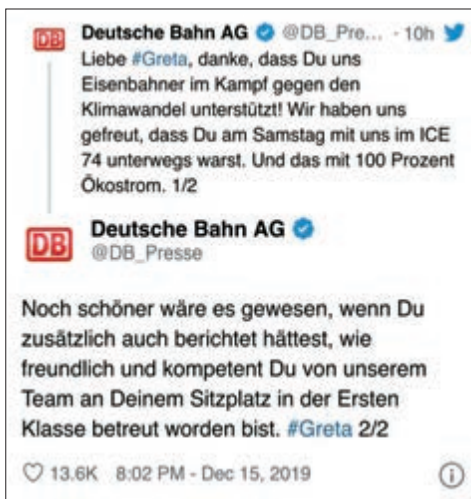 DB Deutsche Bahn AG @DB_Pre... · 10h
Liebe #Greta, danke, dass Du uns
Eisenbahner im Kampf gegen den
Klimawandel unterstützt! Wir haben uns
gefreut, dass Du am Samstag mit uns im ICE
74 unterwegs warst. Und das mit 100 Prozent
Ökostrom. 1/2
DB Deutsche Bahn AG
@DB_Presse
Noch schöner wäre es gewesen, wenn Du
zusätzlich auch berichtet hättest, wie
freundlich und kompetent Du von unserem
Team an Deinem Sitzplatz in der Ersten
Klasse betreut worden bist. #Greta 2/2
13.6K 8:02 PM - Dec 15, 2019